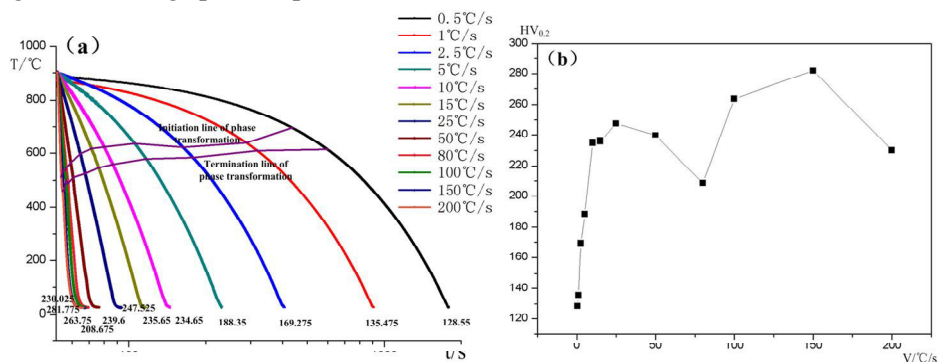 (a)
T/℃
1000
800
600
400
200
0
Initiation line of phase
transformation
Termination line of
phase transformation
0.5℃/s
1℃/s
2.5℃/s
5℃/s
10℃/s
15℃/s
25℃/s
50℃/s
80℃/s
100℃/s
150℃/s
200℃/s
230.025
281.775
263.75
208.675
239.6
247.525
235.65
234.65
188.35
169.275
135.475
128.55
t/S
HV0.2
(b)
300
280
260
240
220
200
180
160
140
120
0
50
100
150
200
V/℃/s